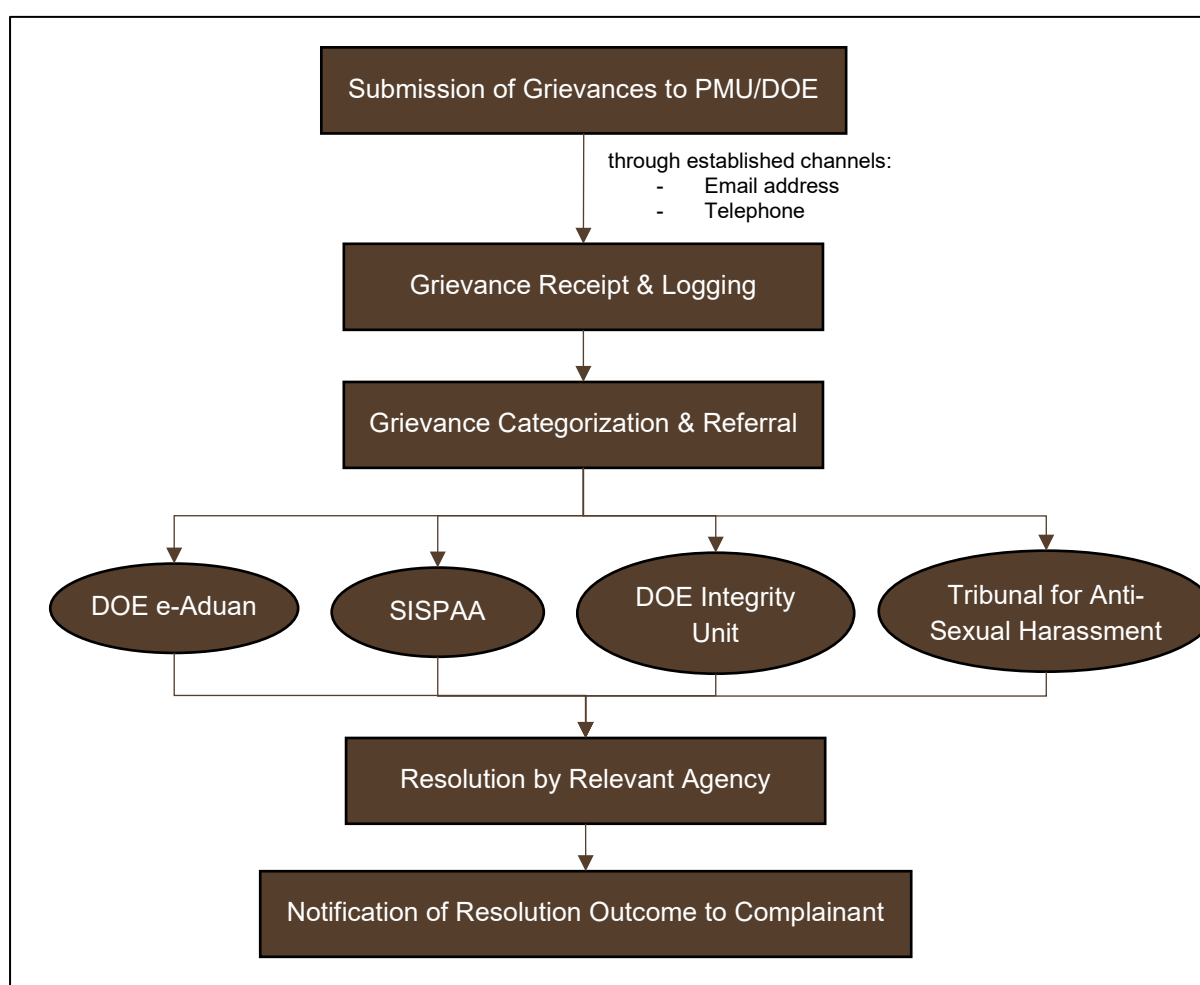 Submission of Grievances to PMU/DOE
through established channels:
- Email address
- Telephone
Grievance Receipt & Logging
Grievance Categorization & Referral
DOE e-Aduan
SISPAA
DOE Integrity
Unit
Tribunal for Anti-
Sexual Harassment
Resolution by Relevant Agency
Notification of Resolution Outcome to Complainant